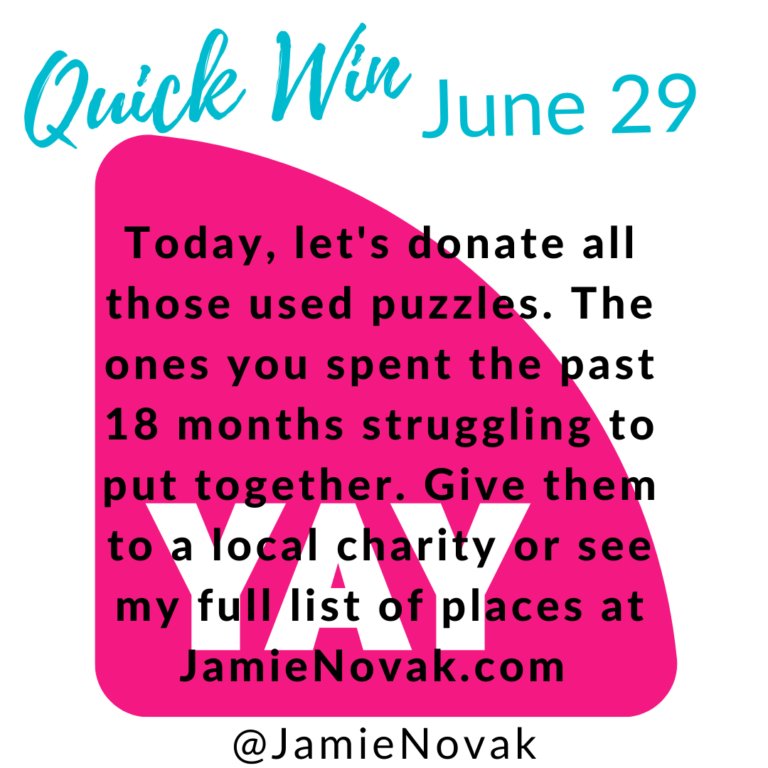 Quick Win June 29
Today, let's donate all
those used puzzles. The
ones you spent the past
18 months struggling to
put together. Give them
to a local charity or see
my full list of places at
JamieNovak.com
YAY
@JamieNovak